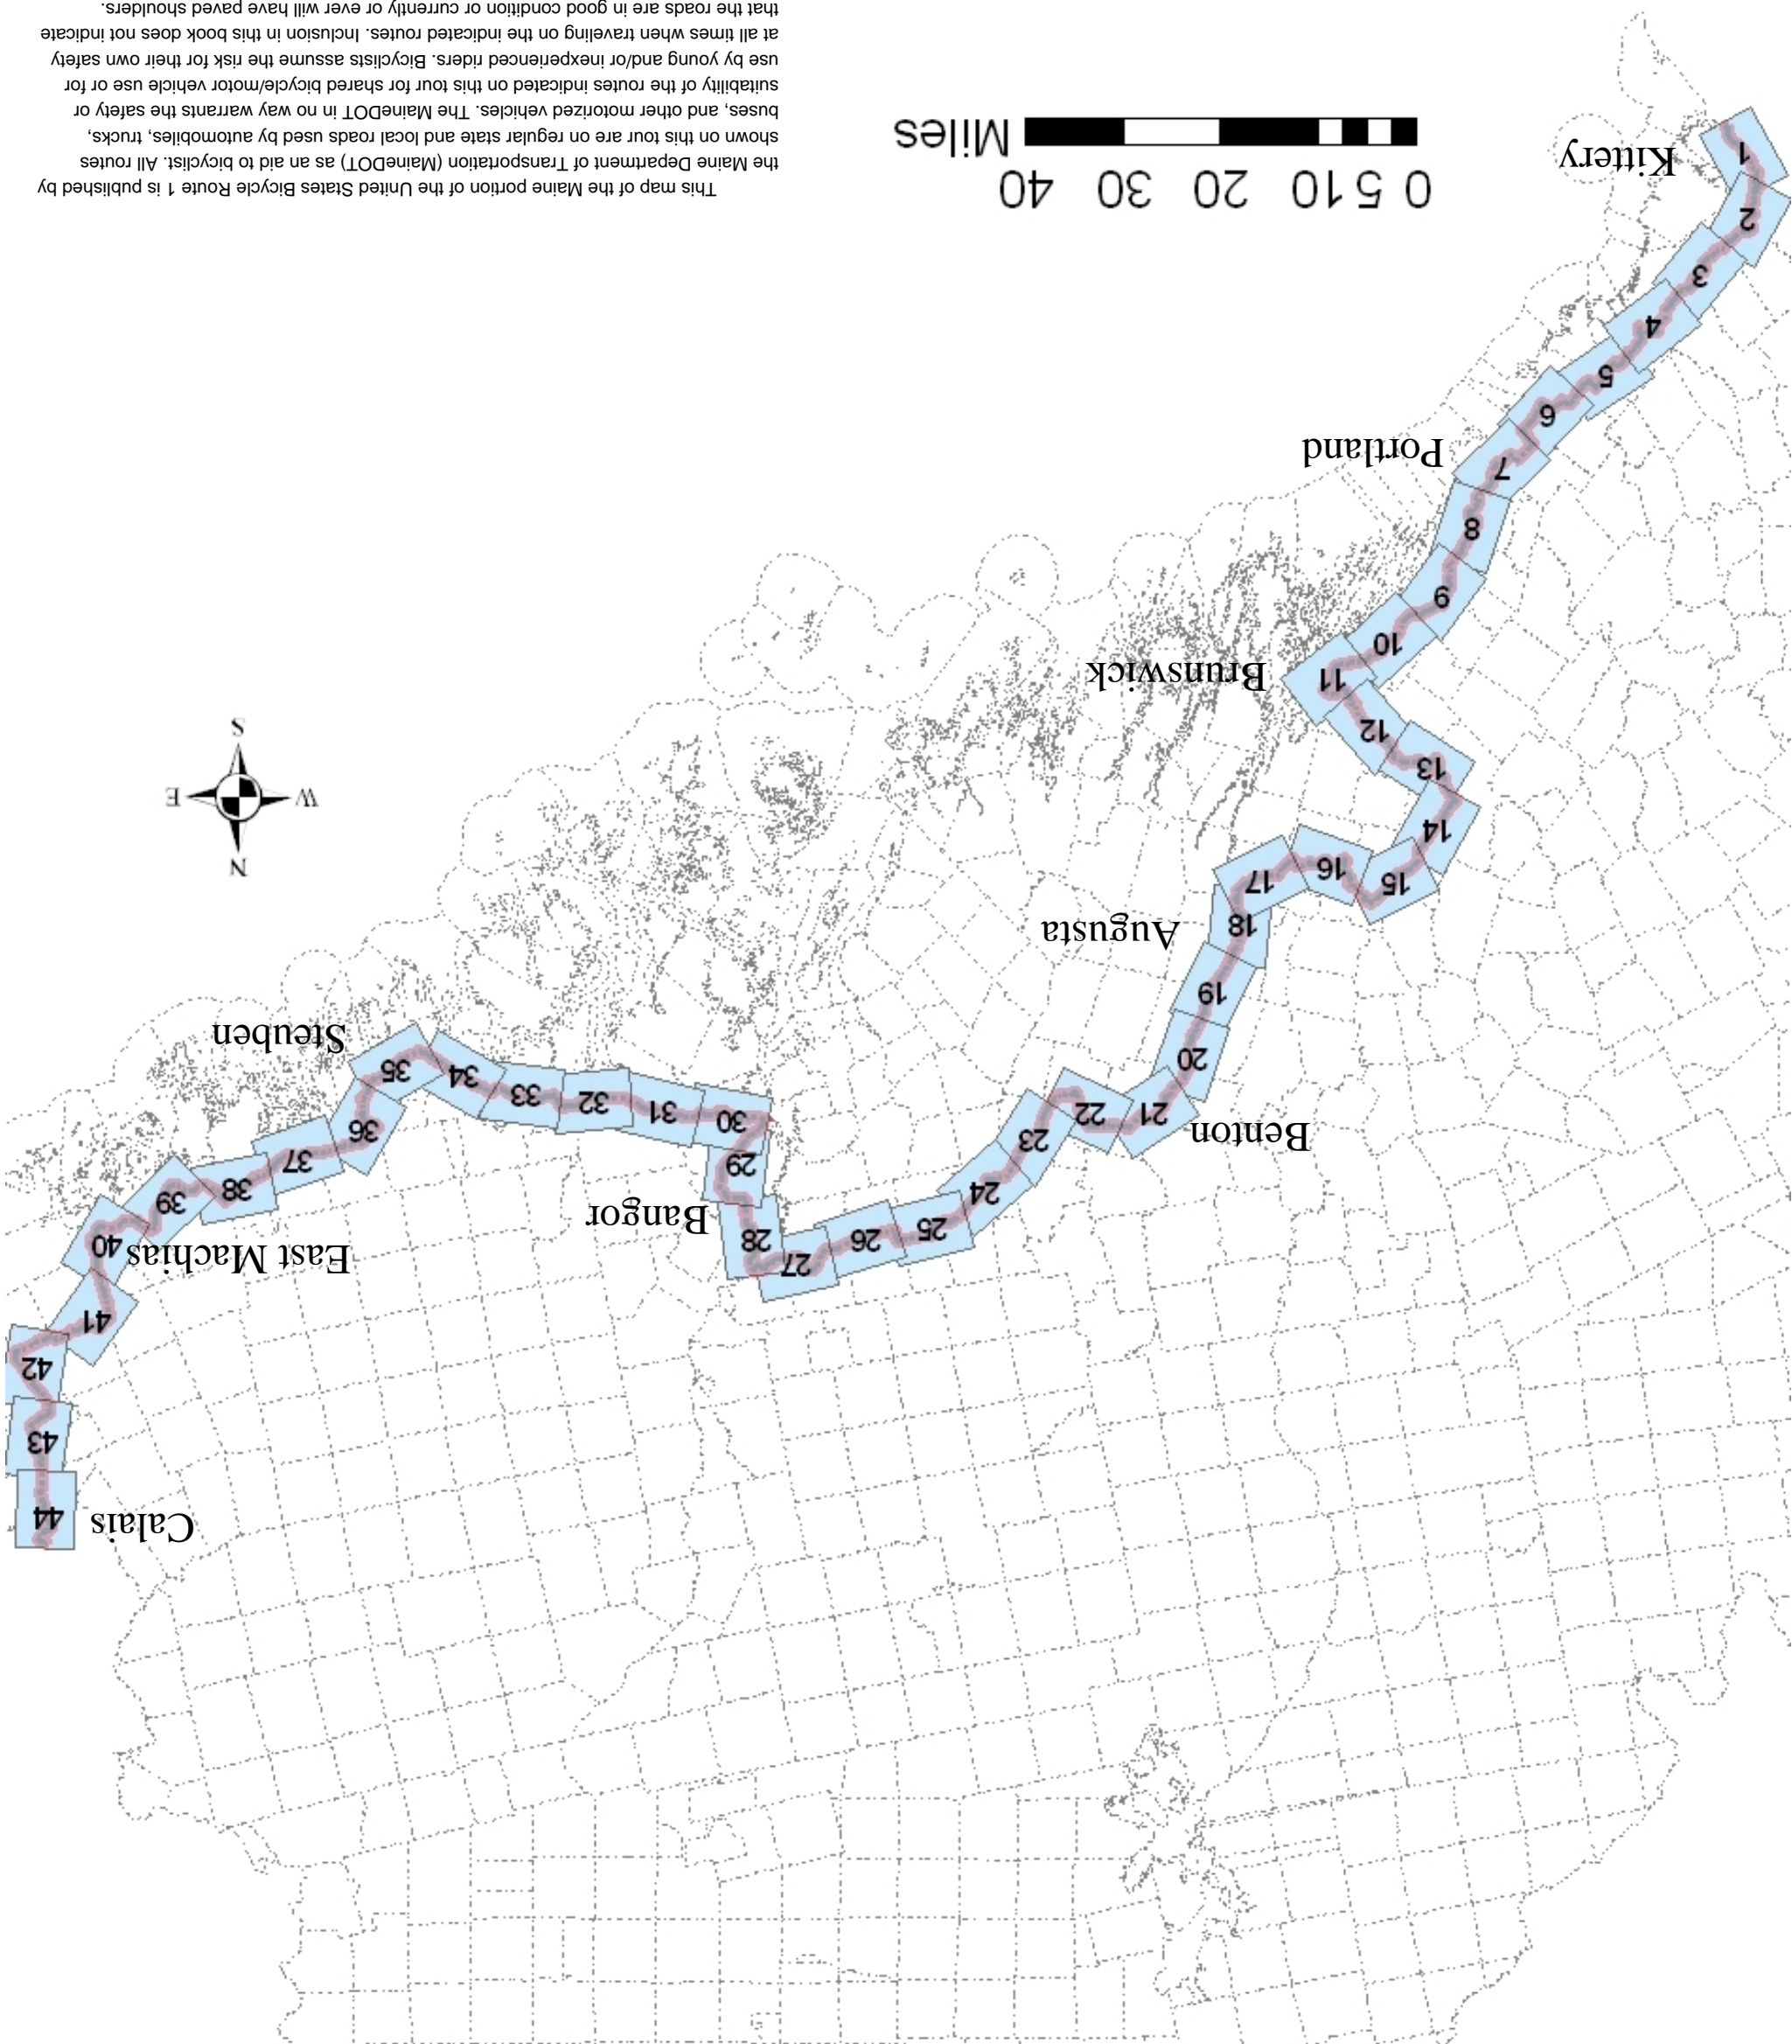 Calais
44
43
42
41
East Machias
40
39
38
37
36
35
Steuben
34
33
32
31
30
29
Bangor
28
27
26
25
24
23
22
21
Benton
20
19
Augusta
18
17
16
15
14
13
12
11
Brunswick
10
9
8
7
Portland
6
5
4
3
2
1
Kittery
N
W E
S
0 5 10 20 30 40
Miles
This map of the Maine portion of the United States Bicycle Route 1 is published by
the Maine Department of Transportation (MaineDOT) as an aid to bicyclist. All routes
shown on this tour are on regular state and local roads used by automobiles, trucks,
buses, and other motorized vehicles. The MaineDOT in no way warrants the safety or
suitability of the routes indicated on this tour for shared bicycle/motor vehicle use or for
use by young and/or inexperienced riders. Bicyclists assume the risk for their own safety
at all times when traveling on the indicated routes. Inclusion in this book does not indicate
that the roads are in good condition or currently or ever will have paved shoulders.